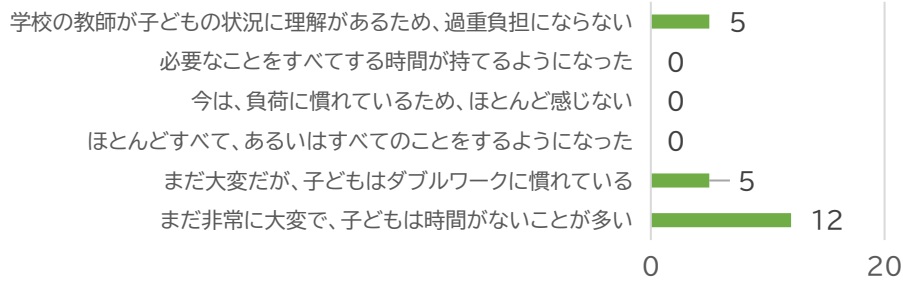 学校の教師が子どもの状況に理解があるため、過重負担にならない 5
必要なことをすべてする時間が持てるようになった 0
今は、負荷に慣れているため、ほとんど感じない 0
ほとんどすべて、あるいはすべてのことをするようになった 0
まだ大変だが、子どもはダブルワークに慣れている 5
まだ非常に大変で、子どもは時間がないことが多い 12
0 20